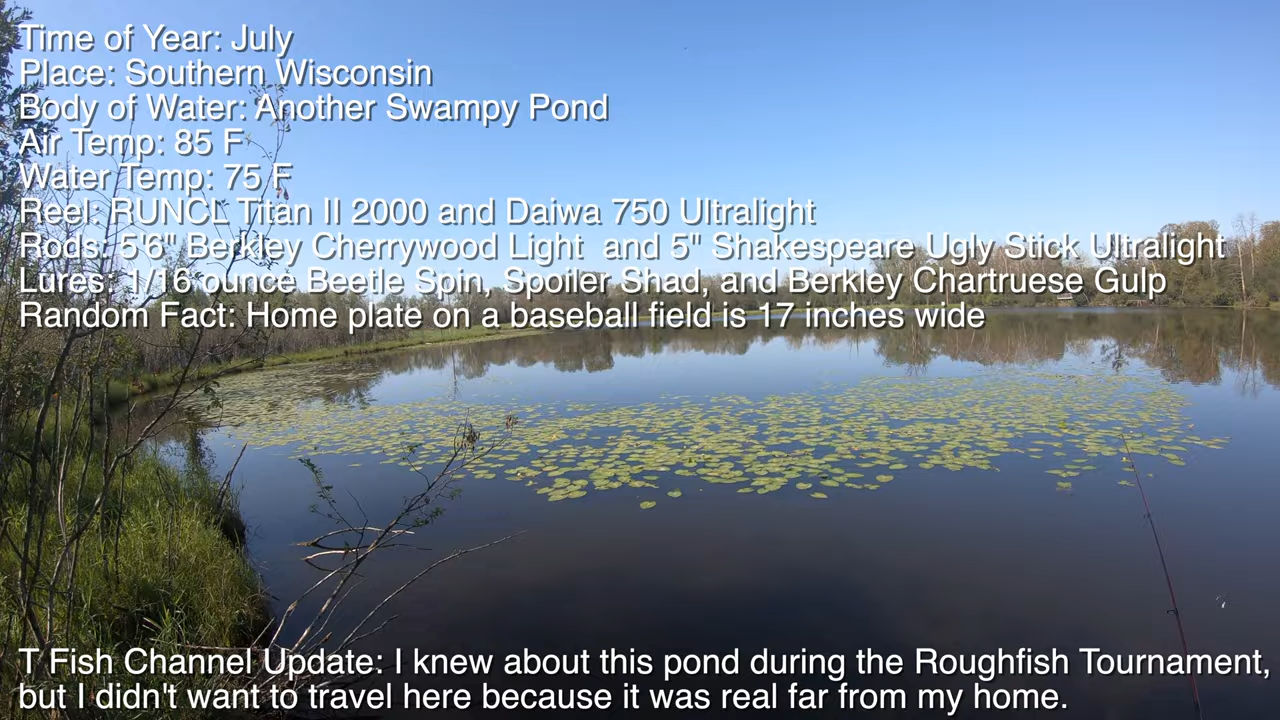 Time of Year: July
Place: Southern Wisconsin
Body of Water: Another Swampy Pond
Air Temp: 85 F
Water Temp: 75 F
Reel: RUNCL Titan II 2000 and Daiwa 750 Ultralight
Rods: 5'6" Berkley Cherrywood Light  and 5" Shakespeare Ugly Stick Ultralight
Lures: 1/16 ounce Beetle Spin, Spoiler Shad, and Berkley Chartruese Gulp
Random Fact: Home plate on a baseball field is 17 inches wide
T Fish Channel Update: I knew about this pond during the Roughfish Tournament,
but I didn't want to travel here because it was real far from my home.